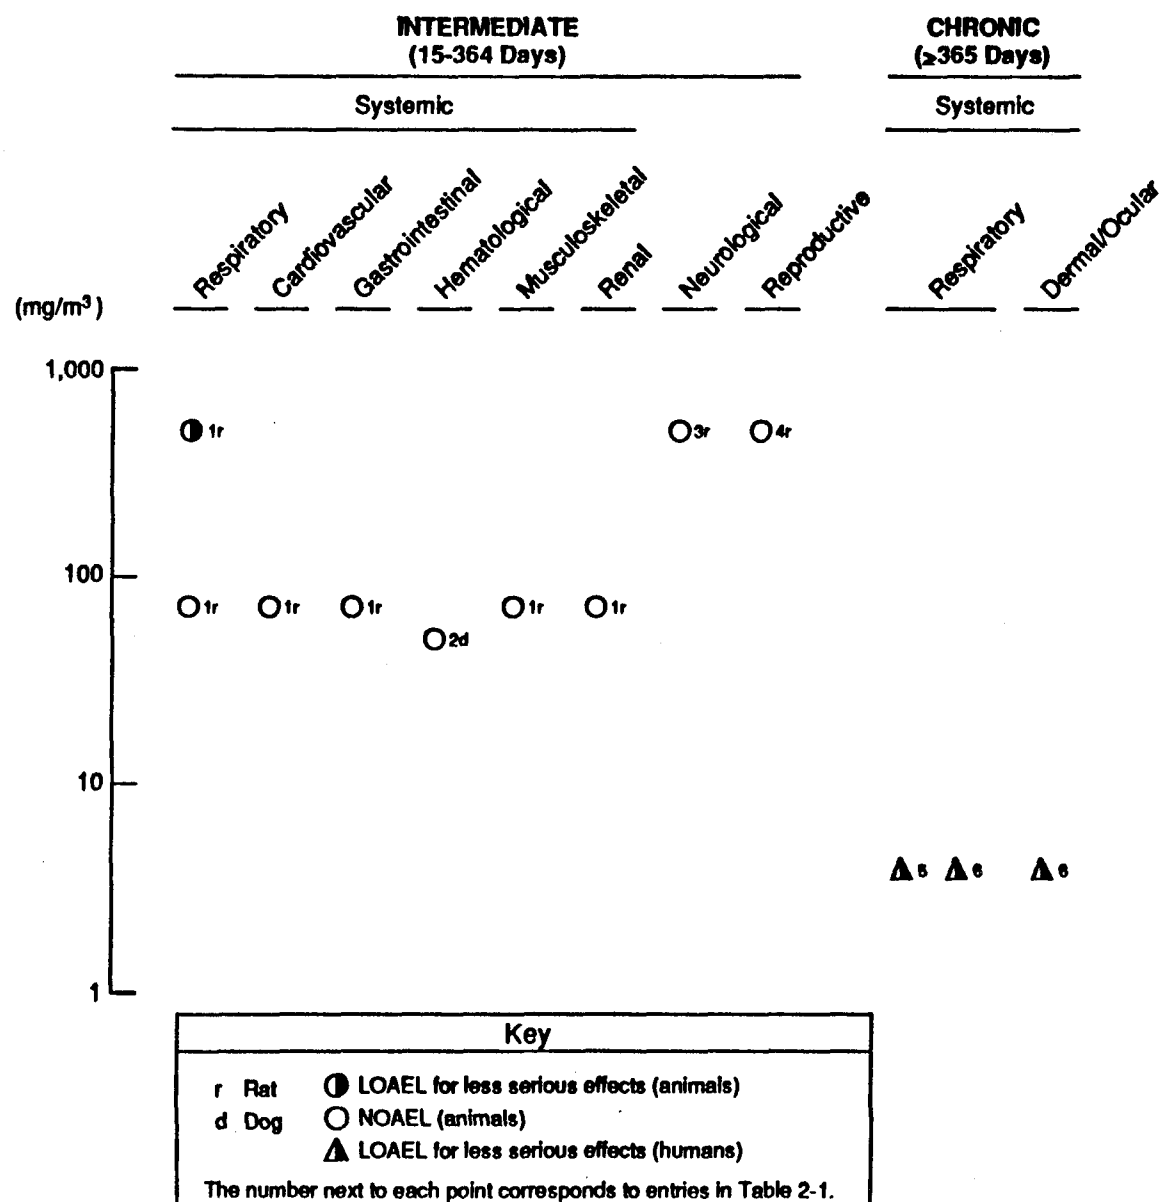 INTERMEDIATE
(15-364 Days)
CHRONIC
(≥365 Days)
Systemic
Systemic
Respiratory
Cardiovascular
Gastrointestinal
Hematological
Musculoskeletal
Renal
Neurological
Reproductive
Respiratory
Dermal/Ocular
(mg/m³)
1,000
1r
3r
4r
100
1r
1r
1r
1r
1r
2d
10
5
6
6
1
Key
r Rat
LOAEL for less serious effects (animals)
d Dog
NOAEL (animals)
LOAEL for less serious effects (humans)
The number next to each point corresponds to entries in Table 2-1.